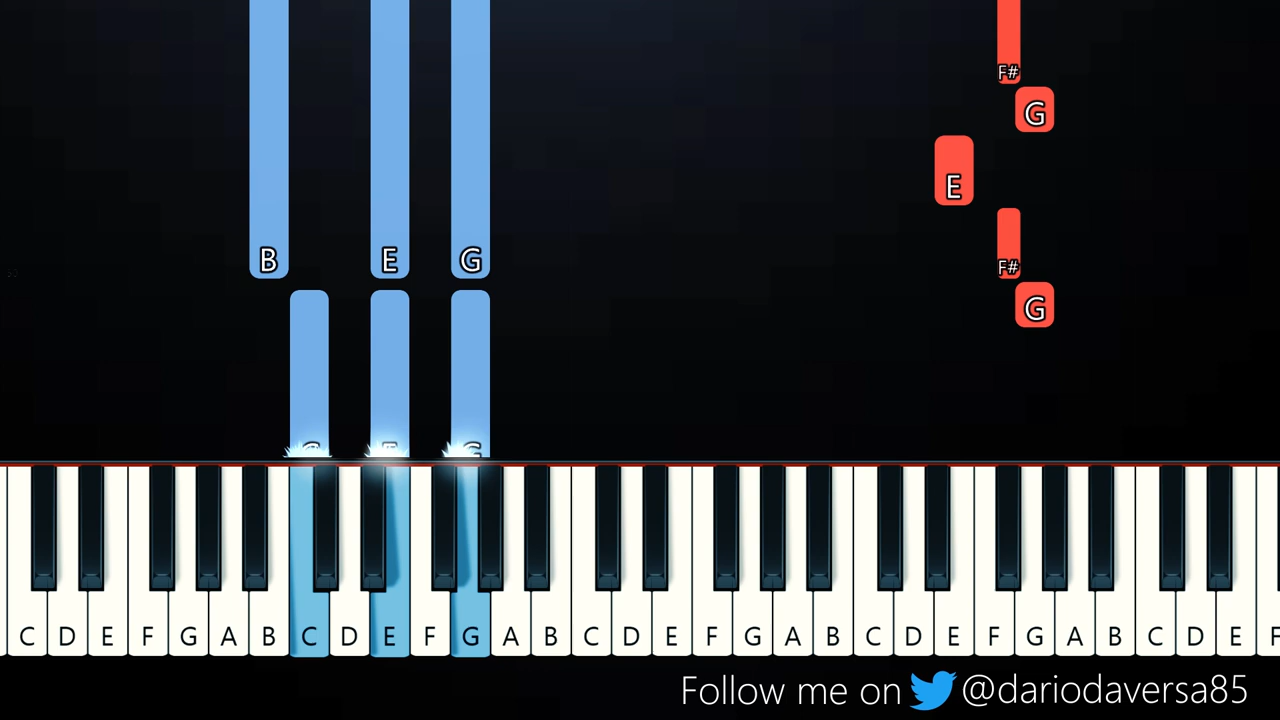 F#
G
E
B E G F#
G
C E G
C D E F G A B C D E F G A B C D E F G A B C D E F G A B C D E F
Follow me on @dariodaversa85